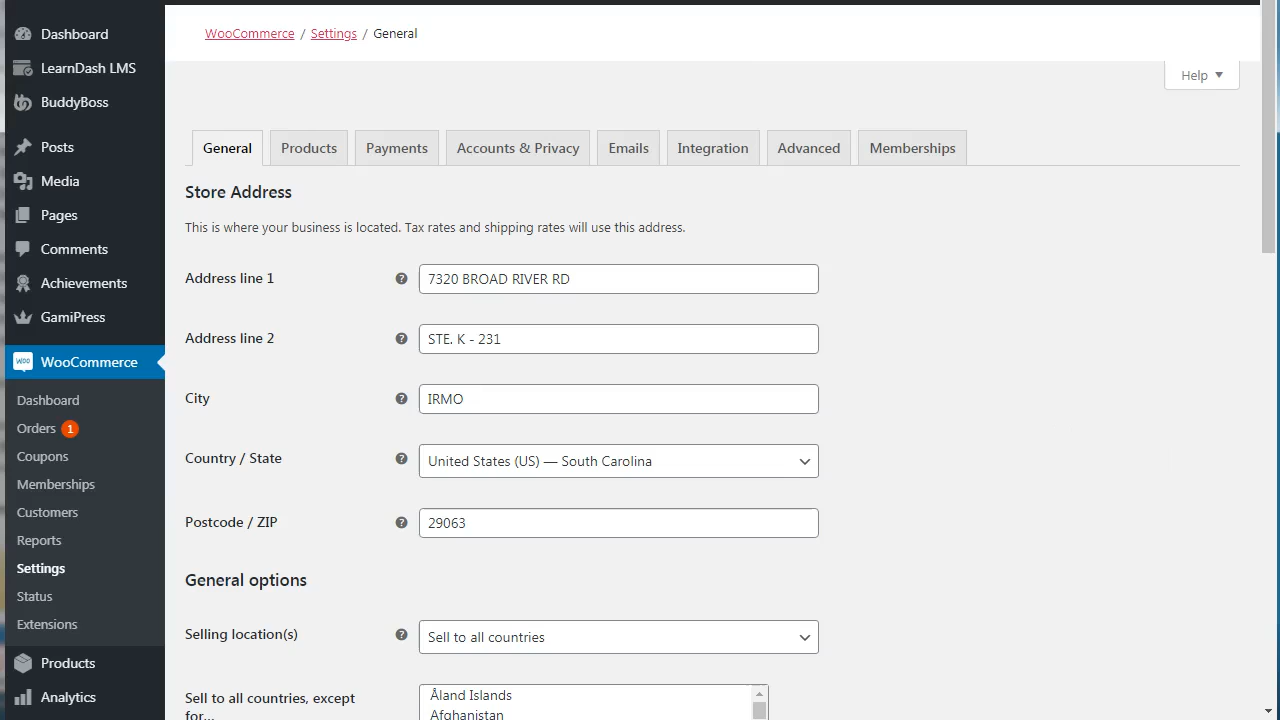 Dashboard
LearnDash LMS
BuddyBoss
Posts
Media
Pages
Comments
Achievements
GamiPress
WOO WooCommerce
Dashboard
Orders 1
Coupons
Memberships
Customers
Reports
Settings
Status
Extensions
Products
Analytics
WooCommerce / Settings / General
Help
General Products Payments Accounts & Privacy Emails Integration Advanced Memberships
Store Address
This is where your business is located. Tax rates and shipping rates will use this address.
Address line 1 ? 7320 BROAD RIVER RD
Address line 2 ? STE. K - 231
City ? IRMO
Country / State ? United States (US) — South Carolina
Postcode / ZIP ? 29063
General options
Selling location(s) ? Sell to all countries
Sell to all countries, except for...
Åland Islands
Afghanistan